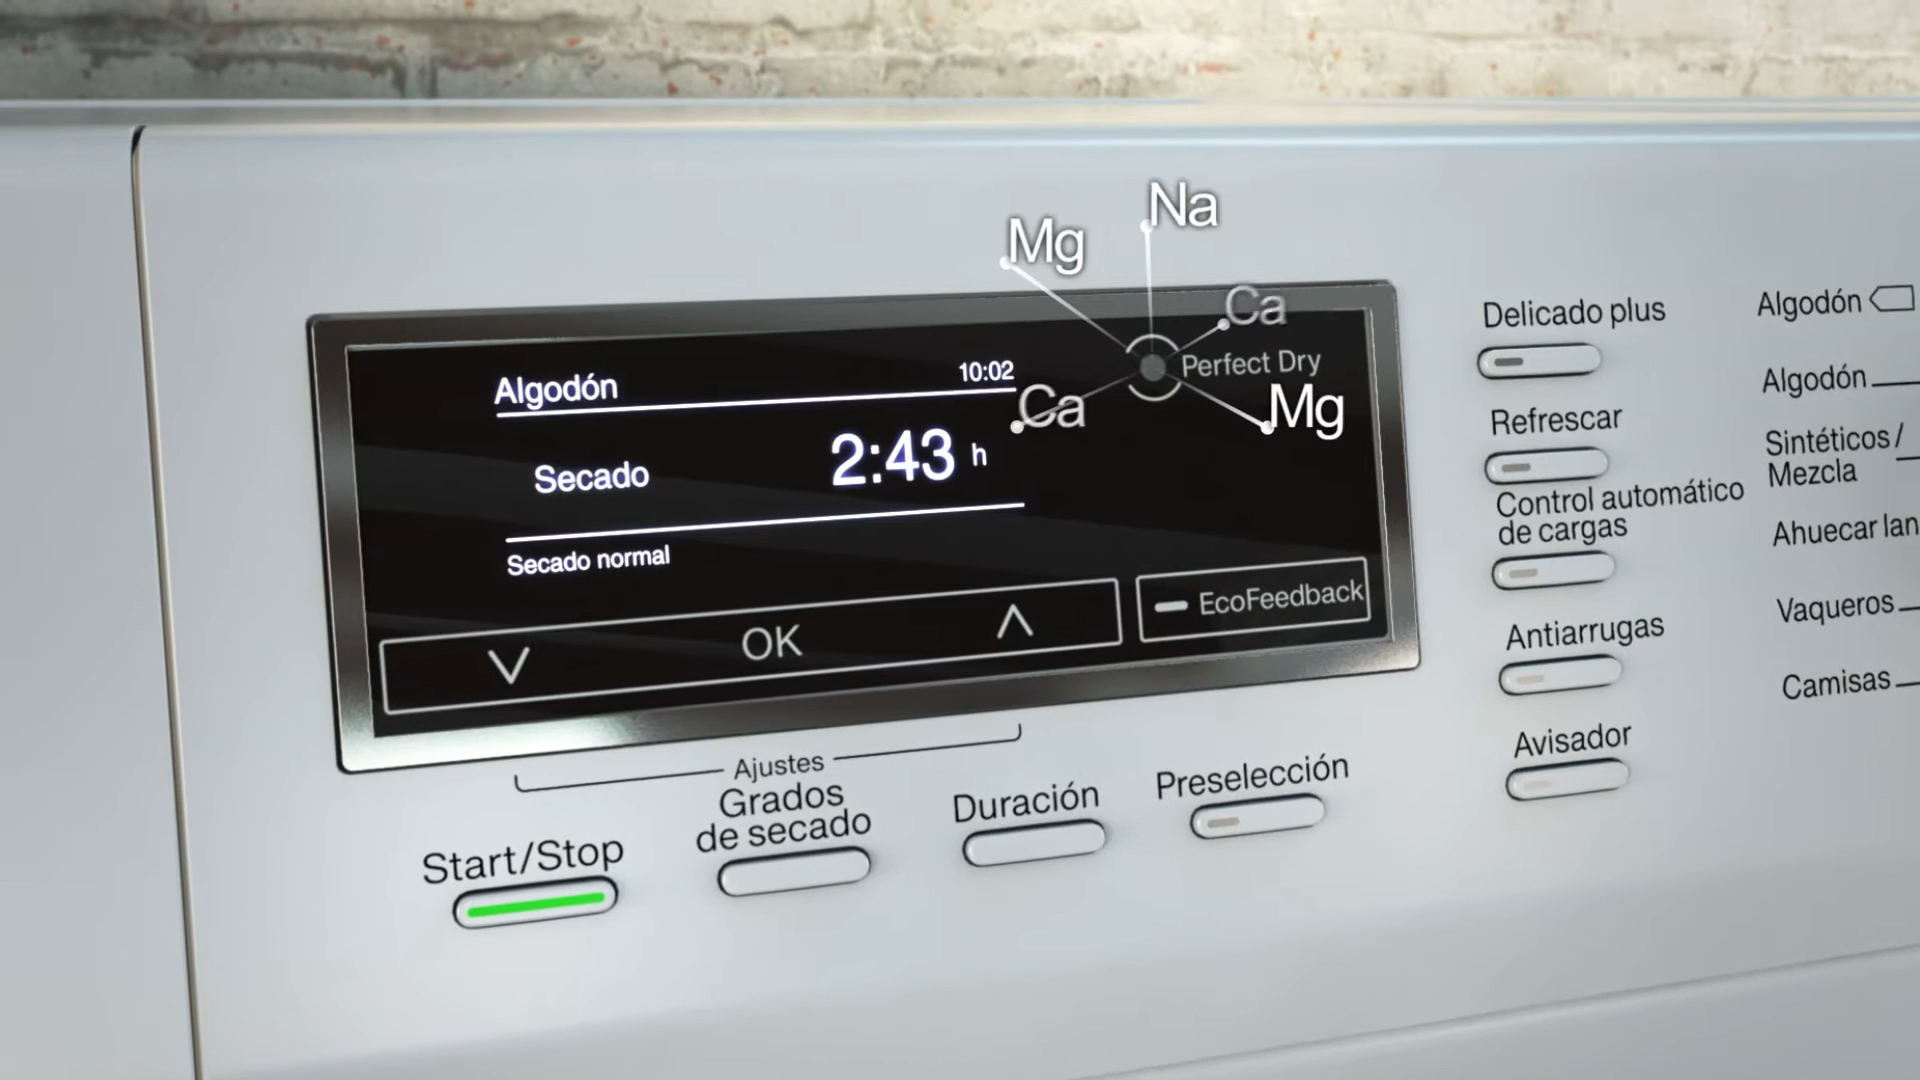 Na
Mg
Ca
Perfect Dry
Ca
Mg
Algodón
10:02
Secado
2:43 h
Secado normal
OK
EcoFeedback
Ajustes
Start/Stop
Grados
de secado
Duración
Preselección
Delicado plus
Refrescar
Control automático
de cargas
Antiarrugas
Avisador
Algodón
Algodón
Sintéticos/
Mezcla
Ahuecar
Vaqueros
Camisas